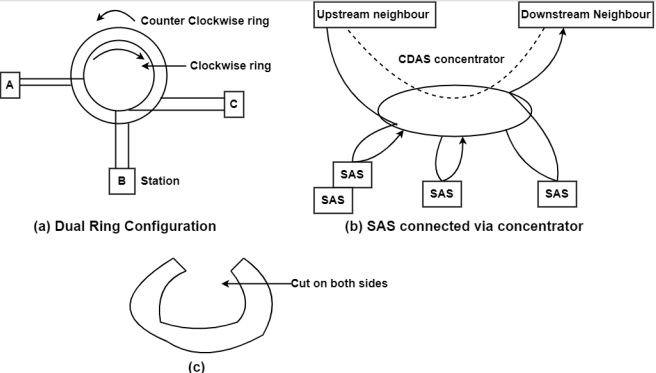 Counter Clockwise ring
Clockwise ring
A
C
B
Station
(a) Dual Ring Configuration
Upstream neighbour
Downstream Neighbour
CDAS concentrator
SAS
SAS
SAS
SAS
(b) SAS connected via concentrator
Cut on both sides
(c)